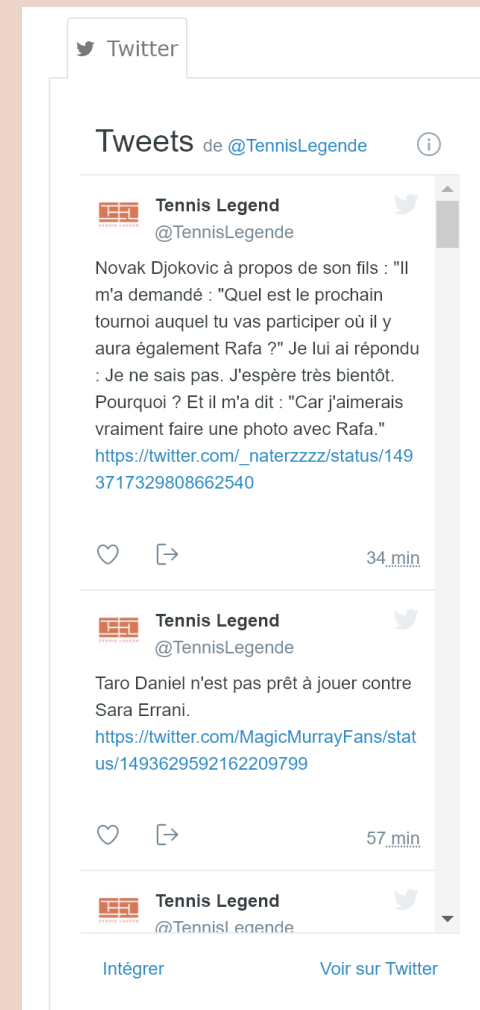 Twitter
Tweets de @TennisLegende
Tennis Legend
@TennisLegende
Novak Djokovic à propos de son fils : "Il
m'a demandé : "Quel est le prochain
tournoi auquel tu vas participer où il y
aura également Rafa ?" Je lui ai répondu
: Je ne sais pas. J'espère très bientôt.
Pourquoi ? Et il m'a dit : "Car j'aimerais
vraiment faire une photo avec Rafa."
https://twitter.com/_naterzzzz/status/149
3717329808662540
34 min
Tennis Legend
@TennisLegende
Taro Daniel n'est pas prêt à jouer contre
Sara Errani.
https://twitter.com/MagicMurrayFans/stat
us/1493629592162209799
57 min
Tennis Legend
@TennisLegende
Intégrer
Voir sur Twitter